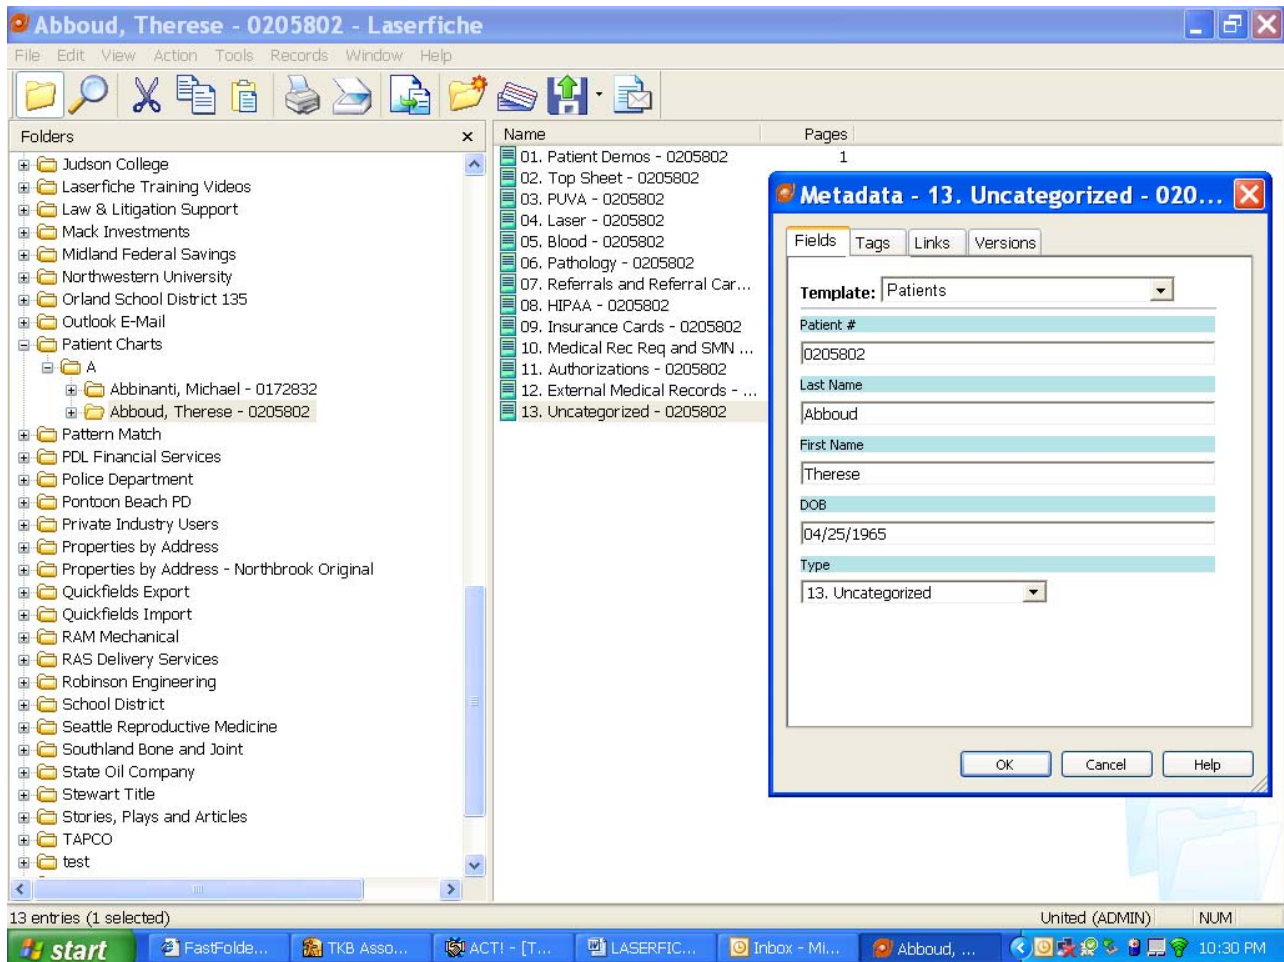 Abboud, Therese - 0205802 - Laserfiche
File Edit View Action Tools Records Window Help
Folders
Judson College
Laserfiche Training Videos
Law & Litigation Support
Mack Investments
Midland Federal Savings
Northwestern University
Orland School District 135
Outlook E-Mail
Patient Charts
A
Abbinanti, Michael - 0172832
Abboud, Therese - 0205802
Pattern Match
PDL Financial Services
Police Department
Pontoon Beach PD
Private Industry Users
Properties by Address
Properties by Address - Northbrook Original
Quickfields Export
Quickfields Import
RAM Mechanical
RAS Delivery Services
Robinson Engineering
School District
Seattle Reproductive Medicine
Southland Bone and Joint
State Oil Company
Stewart Title
Stories, Plays and Articles
TAPCO
test
Name Pages
01. Patient Demos - 0205802 1
02. Top Sheet - 0205802
03. PUVA - 0205802
04. Laser - 0205802
05. Blood - 0205802
06. Pathology - 0205802
07. Referrals and Referral Car...
08. HIPAA - 0205802
09. Insurance Cards - 0205802
10. Medical Rec Req and SMN ...
11. Authorizations - 0205802
12. External Medical Records - ...
13. Uncategorized - 0205802
Metadata - 13. Uncategorized - 020...
Fields Tags Links Versions
Template: Patients
Patient #
0205802
Last Name
Abboud
First Name
Therese
DOB
04/25/1965
Type
13. Uncategorized
OK Cancel Help
13 entries (1 selected) United (ADMIN) NUM
start FastFolde... TKB Asso... ACT! - [T... LASERFIC... Inbox - Mi... Abboud, ... 10:30 PM